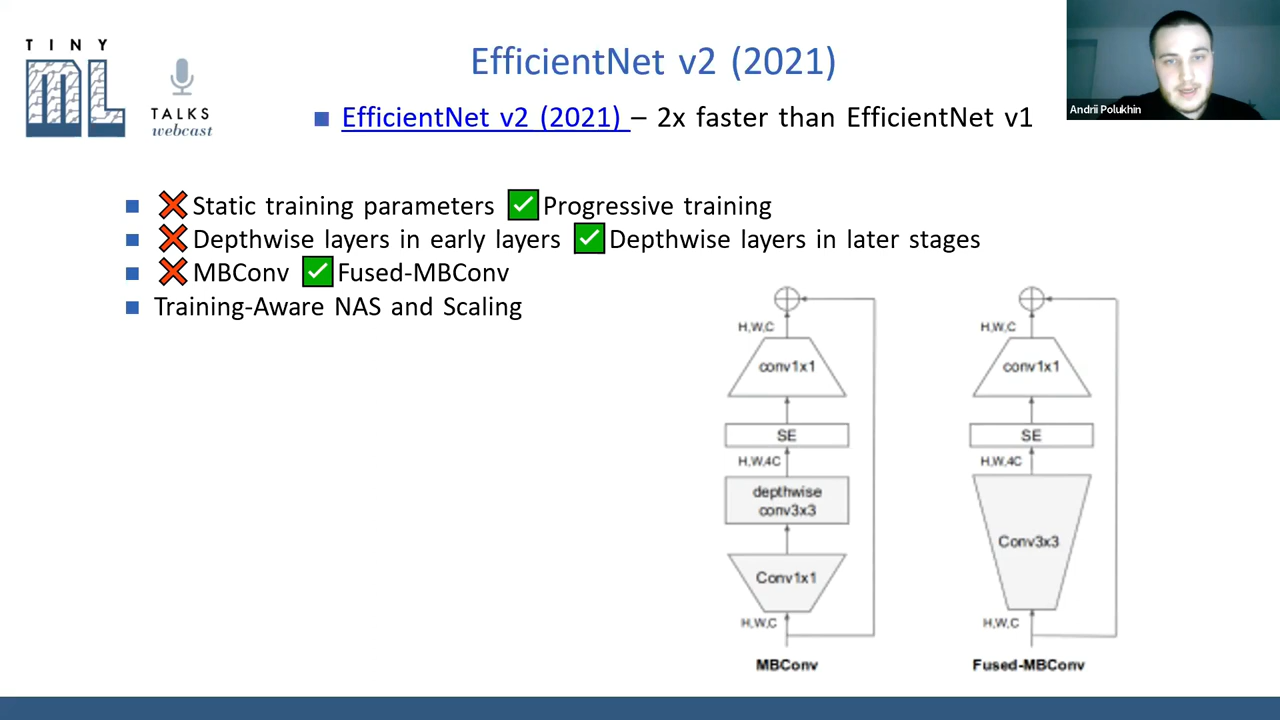 TINY
ML
TALKS
webcast
EfficientNet v2 (2021)
EfficientNet v2 (2021) – 2x faster than EfficientNet v1
Andrii Polukhin
Static training parameters ✅ Progressive training
Depthwise layers in early layers ✅ Depthwise layers in later stages
MBConv ✅ Fused-MBConv
Training-Aware NAS and Scaling
H,W,C
conv1x1
SE
H,W,4C
depthwise
conv3x3
Conv1x1
H,W,C
MBConv
H,W,C
conv1x1
SE
H,W,4C
Conv3x3
H,W,C
Fused-MBConv